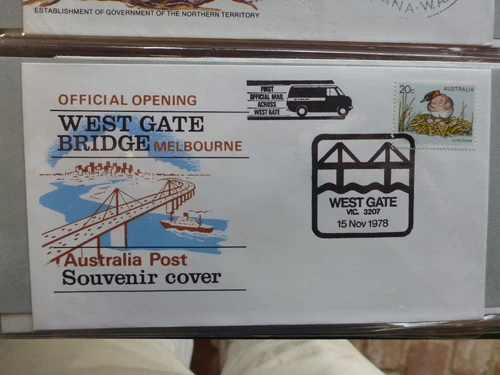 ESTABLISHMENT OF GOVERNMENT OF THE NORTHERN TERRITORY
OFFICIAL OPENING
WEST GATE
BRIDGE MELBOURNE
Australia Post
Souvenir cover
FIRST
OFFICIAL MAIL
ACROSS
WEST GATE
20c AUSTRALIA
WEST GATE
VIC. 3207
15 Nov 1978